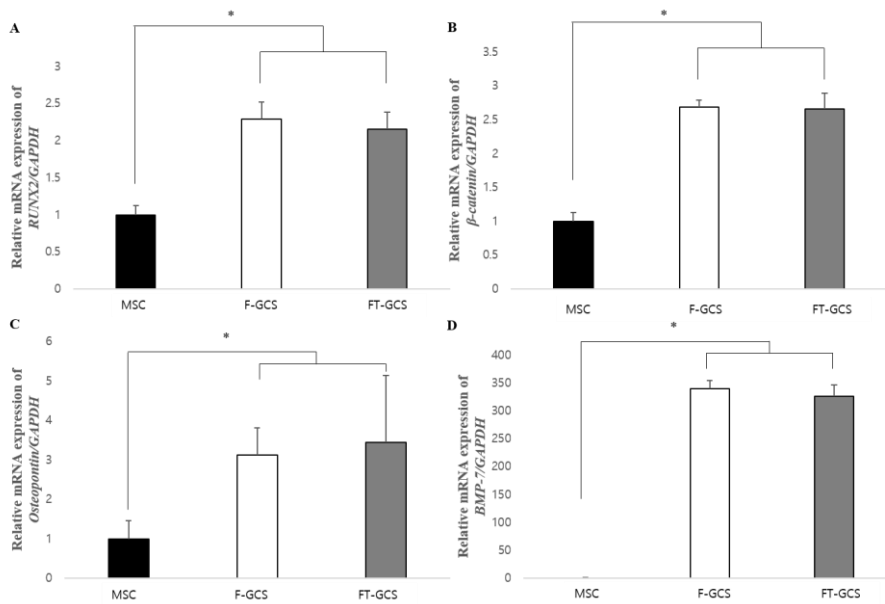 A
*
Relative mRNA expression of
RUNX2/GAPDH
3
2.5
2
1.5
1
0.5
0
MSC
F-GCS
FT-GCS
B
*
Relative mRNA expression of
β-catenin/GAPDH
3.5
3
2.5
2
1.5
1
0.5
0
MSC
F-GCS
FT-GCS
C
*
Relative mRNA expression of
Osteopontin/GAPDH
6
5
4
3
2
1
0
MSC
F-GCS
FT-GCS
D
*
Relative mRNA expression of
BMP-7/GAPDH
400
350
300
250
200
150
100
50
0
MSC
F-GCS
FT-GCS